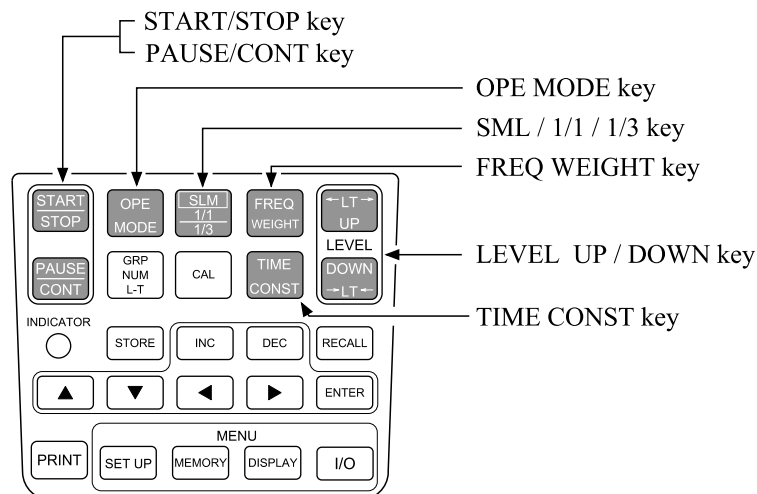 START/STOP key
PAUSE/CONT key
OPE MODE key
SML / 1/1 / 1/3 key
FREQ WEIGHT key
LEVEL UP / DOWN key
TIME CONST key
START
STOP
OPE
MODE
SLM
1/1
1/3
FREQ
WEIGHT
←LT→
UP
LEVEL
PAUSE
CONT
GRP
NUM
L-T
CAL
TIME
CONST
DOWN
→LT←
INDICATOR
STORE
INC
DEC
RECALL
▲
▼
◀
▶
ENTER
MENU
PRINT
SET UP
MEMORY
DISPLAY
I/O